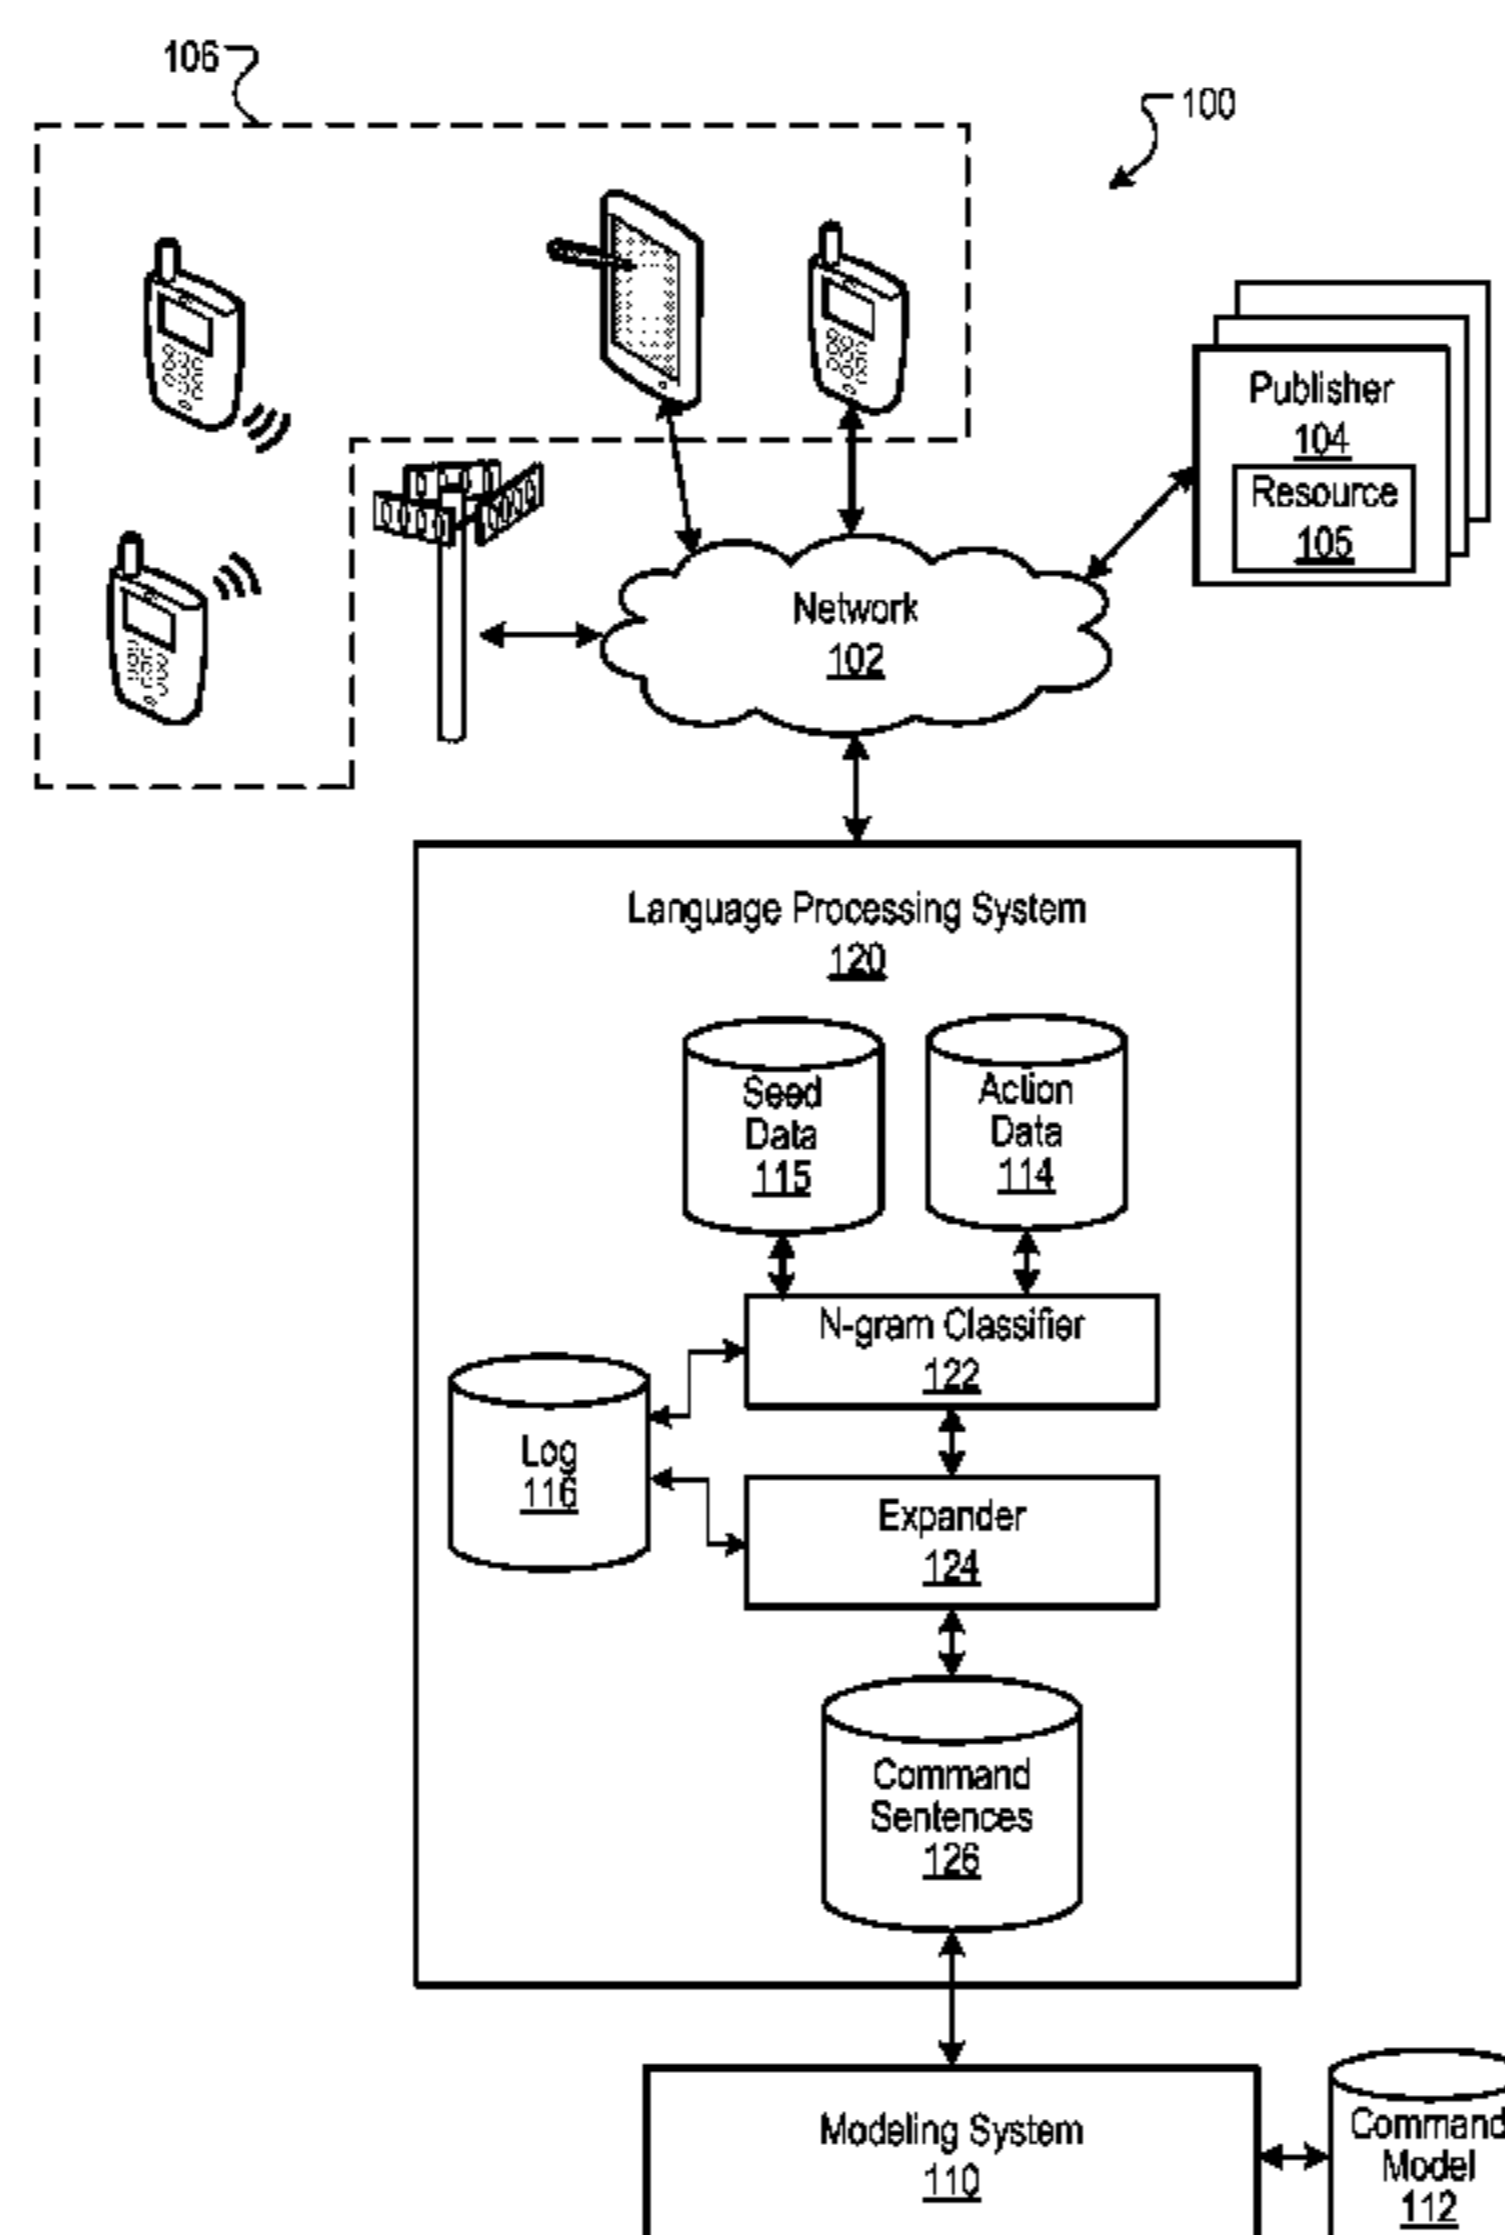 106
100
Publisher
104
Resource
105
Network
102
Language Processing System
120
Seed
Data
115
Action
Data
114
N-gram Classifier
122
Log
116
Expander
124
Command
Sentences
126
Modeling System
110
Command
Model
112